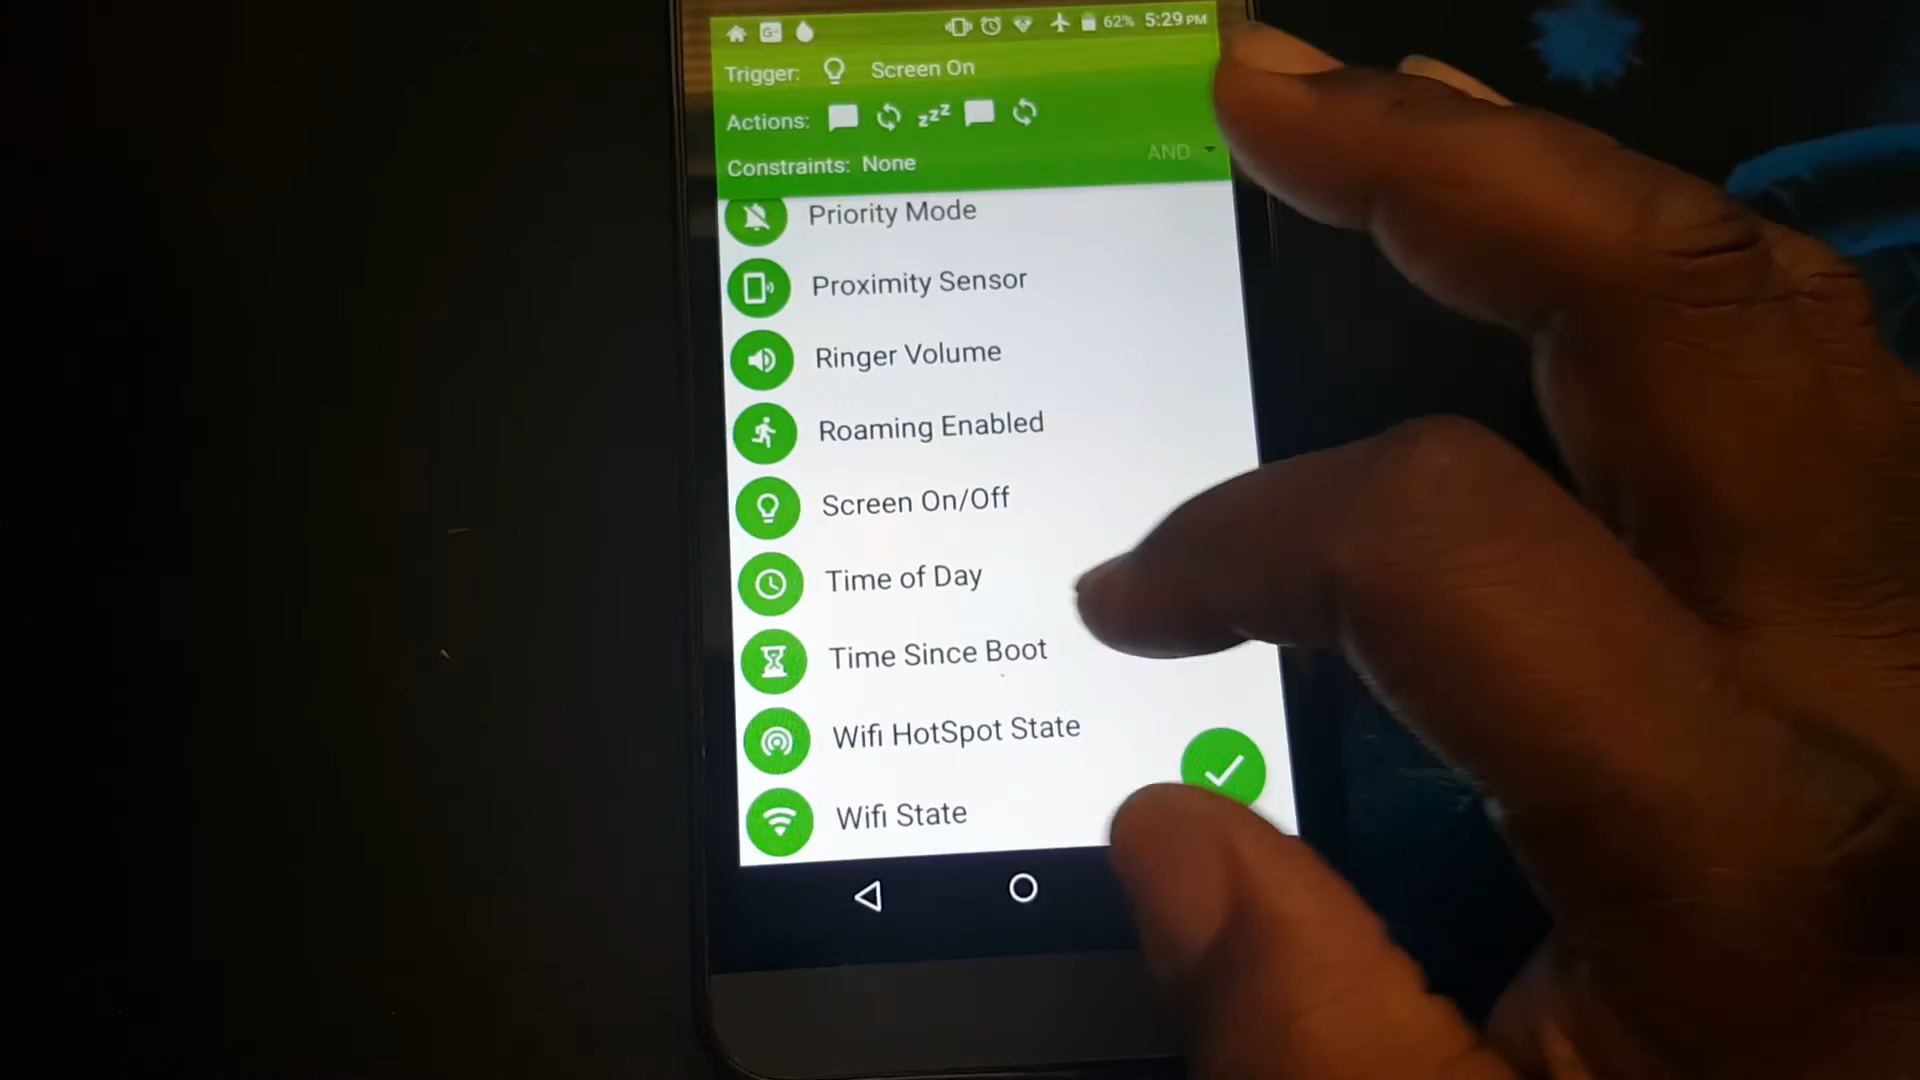 62% 5:29 PM
Trigger: Screen On
Actions: zzZ
Constraints: None AND
Priority Mode
Proximity Sensor
Ringer Volume
Roaming Enabled
Screen On/Off
Time of Day
Time Since Boot
Wifi HotSpot State
Wifi State